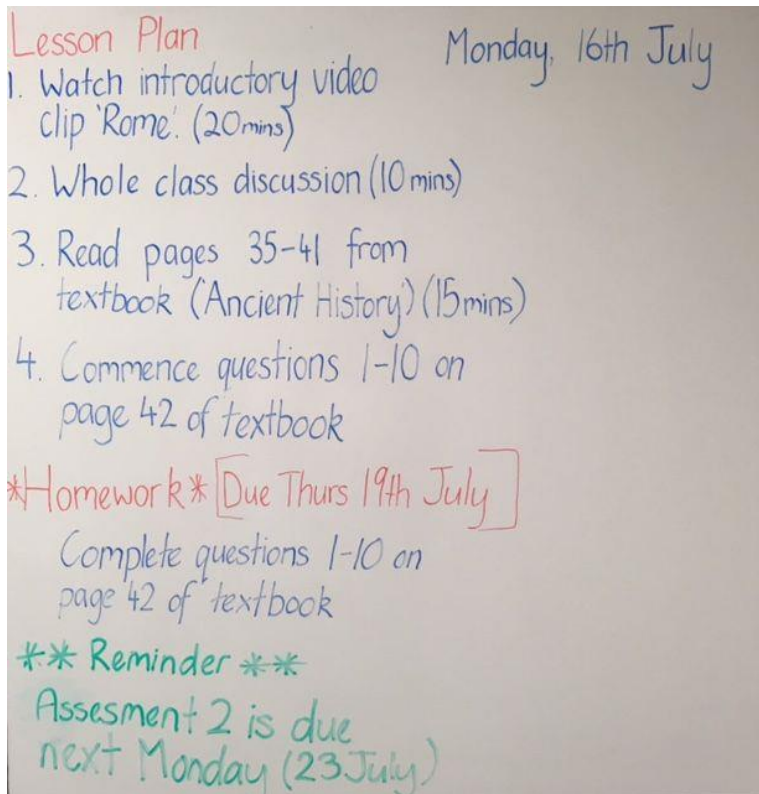 Lesson Plan
Monday, 16th July
1. Watch introductory video
clip 'Rome'. (20mins)
2. Whole class discussion (10 mins)
3. Read pages 35-41 from
textbook ('Ancient History') (15mins)
4. Commence questions 1-10 on
page 42 of textbook
*Homework* [Due Thurs 19th July]
Complete questions 1-10 on
page 42 of textbook
** Reminder **
Assesment 2 is due
next Monday (23 July)